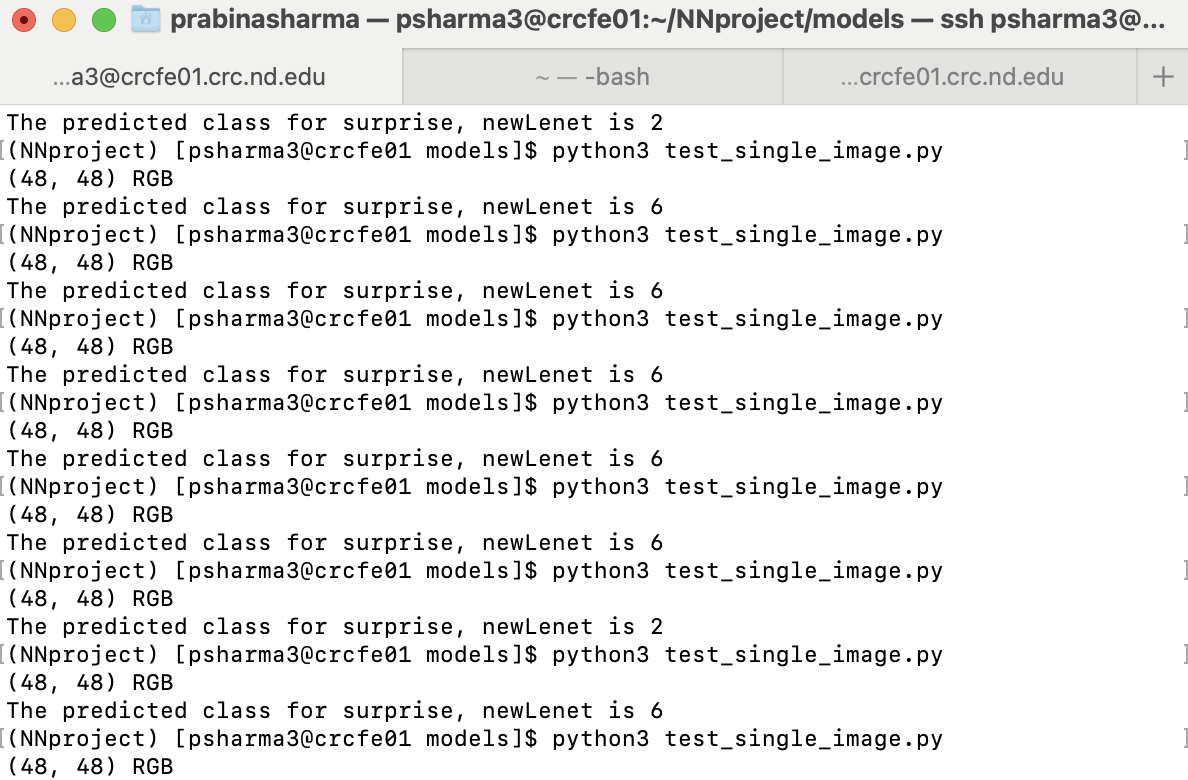 prabinasharma — psharma3@crcfe01:~/NNproject/models — ssh psharma3@...
...a3@crcfe01.crc.nd.edu
~ — -bash
...crcfe01.crc.nd.edu
+
The predicted class for surprise, newLenet is 2
[(NNproject) [psharma3@crcfe01 models]$ python3 test_single_image.py ]
(48, 48) RGB
The predicted class for surprise, newLenet is 6
[(NNproject) [psharma3@crcfe01 models]$ python3 test_single_image.py ]
(48, 48) RGB
The predicted class for surprise, newLenet is 6
[(NNproject) [psharma3@crcfe01 models]$ python3 test_single_image.py ]
(48, 48) RGB
The predicted class for surprise, newLenet is 6
[(NNproject) [psharma3@crcfe01 models]$ python3 test_single_image.py ]
(48, 48) RGB
The predicted class for surprise, newLenet is 6
[(NNproject) [psharma3@crcfe01 models]$ python3 test_single_image.py ]
(48, 48) RGB
The predicted class for surprise, newLenet is 6
[(NNproject) [psharma3@crcfe01 models]$ python3 test_single_image.py ]
(48, 48) RGB
The predicted class for surprise, newLenet is 2
[(NNproject) [psharma3@crcfe01 models]$ python3 test_single_image.py ]
(48, 48) RGB
The predicted class for surprise, newLenet is 6
[(NNproject) [psharma3@crcfe01 models]$ python3 test_single_image.py ]
(48, 48) RGB